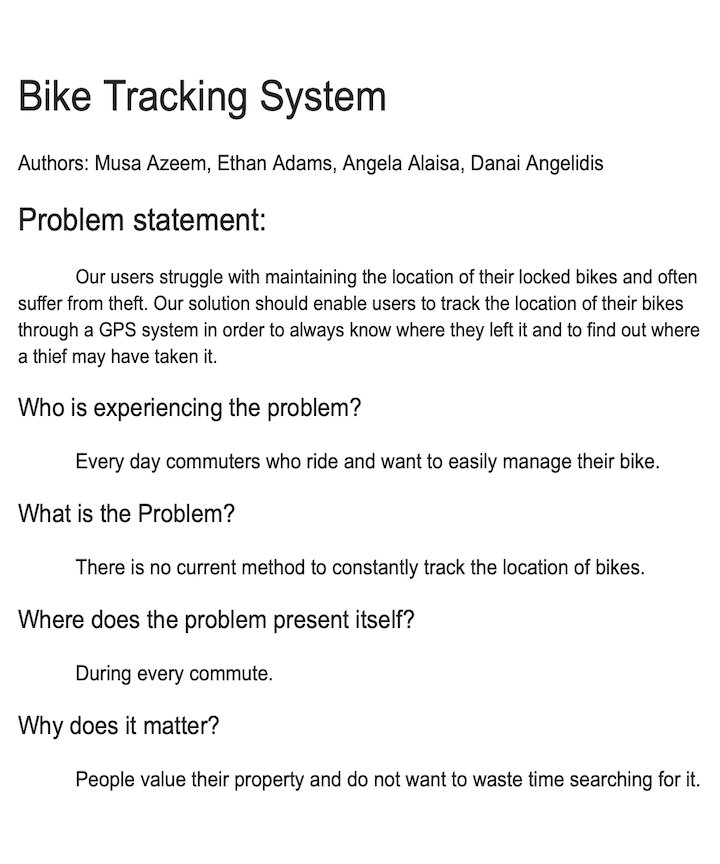 Bike Tracking System
Authors: Musa Azeem, Ethan Adams, Angela Alaisa, Danai Angelidis
Problem statement:
Our users struggle with maintaining the location of their locked bikes and often
suffer from theft. Our solution should enable users to track the location of their bikes
through a GPS system in order to always know where they left it and to find out where
a thief may have taken it.
Who is experiencing the problem?
Every day commuters who ride and want to easily manage their bike.
What is the Problem?
There is no current method to constantly track the location of bikes.
Where does the problem present itself?
During every commute.
Why does it matter?
People value their property and do not want to waste time searching for it.